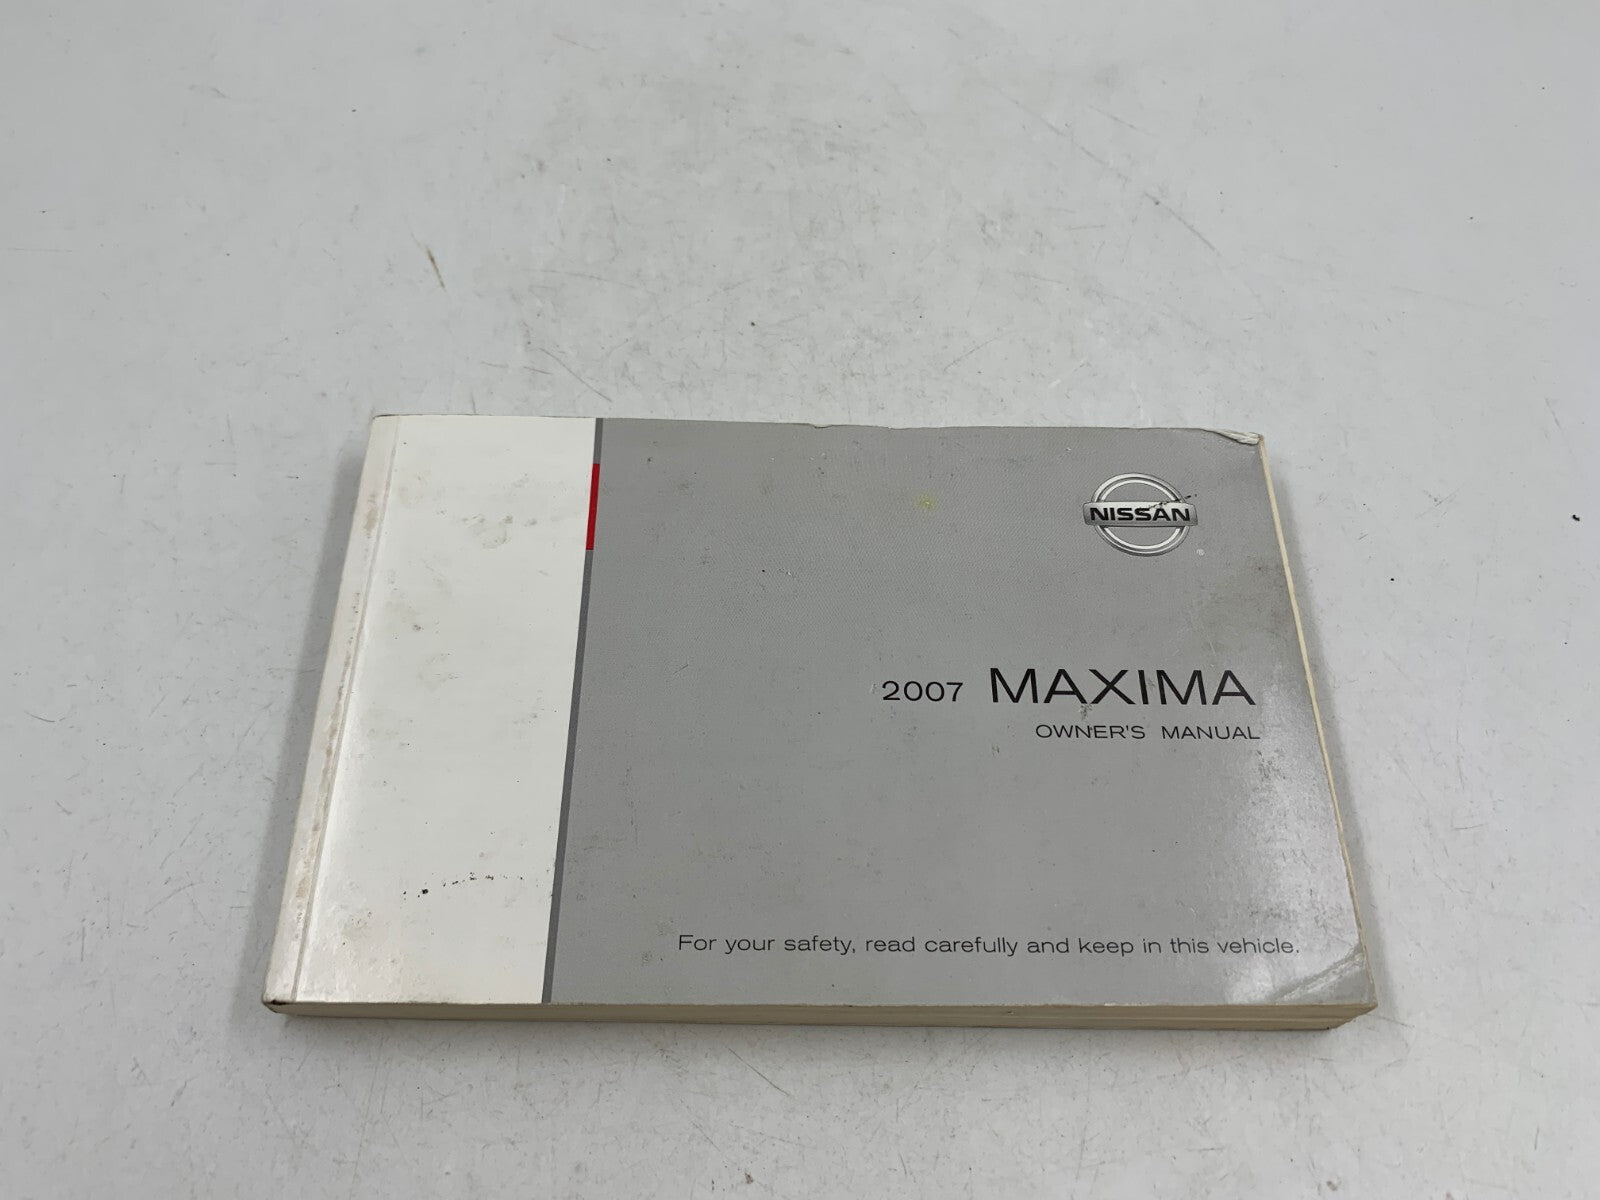 NISSAN
®
2007 MAXIMA
OWNER'S MANUAL
For your safety, read carefully and keep in this vehicle.